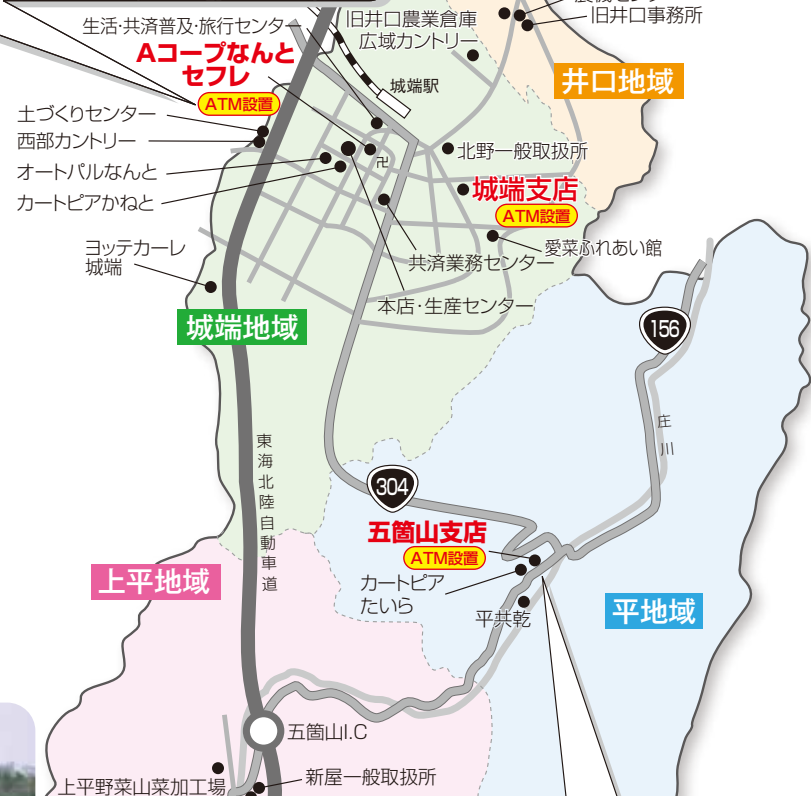 旧井口事務所
生活・共済普及・旅行センター
旧井口農業倉庫
広域カントリー
Aコープなんと
セフレ
ATM設置
城端駅
井口地域
土づくりセンター
西部カントリー
オートパルなんと
カートピアかねと
卍
北野一般取扱所
城端支店
ATM設置
愛菜ふれあい館
共済業務センター
ヨッテカーレ
城端
本店・生産センター
城端地域
156
庄川
東海北陸自動車道
304
五箇山支店
ATM設置
カートピア
たいら
平共乾
上平地域
平地域
五箇山I.C
新屋一般取扱所
上平野菜山菜加工場